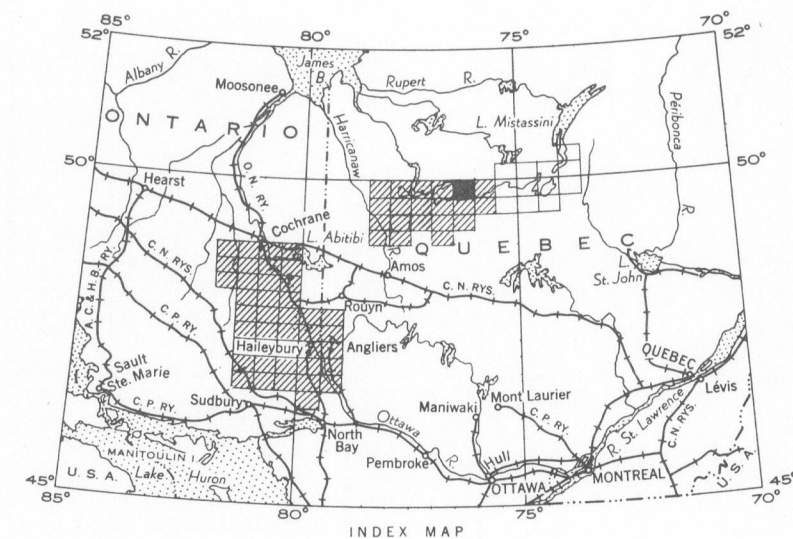 85°
80°
75°
70°
52°
52°
James
B.
Albany R.
Moosonee
Rupert R.
L. Mistassini
Péribonca
R.
ONTARIO
Harricanaw
R.
50°
50°
Hearst
O.N. RY.
Cochrane
L. Abitibi
QUEBEC
C.N. RYS.
Amos
C.N. RYS.
L.
St. John
A.C. & H.B. RY.
Rouyn
C.P. RY.
Haileybury
Angliers
QUEBEC
Lévis
Sault
Ste. Marie
Sudbury
Mont Laurier
Maniwaki
C.P. RY.
C.P. RY.
Ottawa
R.
R. St. Lawrence
C.N. RYS.
North
Bay
MANITOULIN I.
Pembroke
Hull
OTTAWA
MONTREAL
U.S.A.
U.S.A.
Lake Huron
45°
45°
85°
80°
75°
70°
INDEX MAP